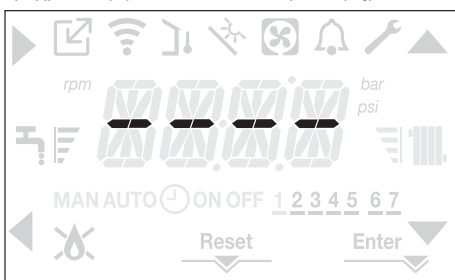 rpm
bar
psi
- - - -
MAN AUTO ON OFF 1 2 3 4 5 6 7
Reset
Enter